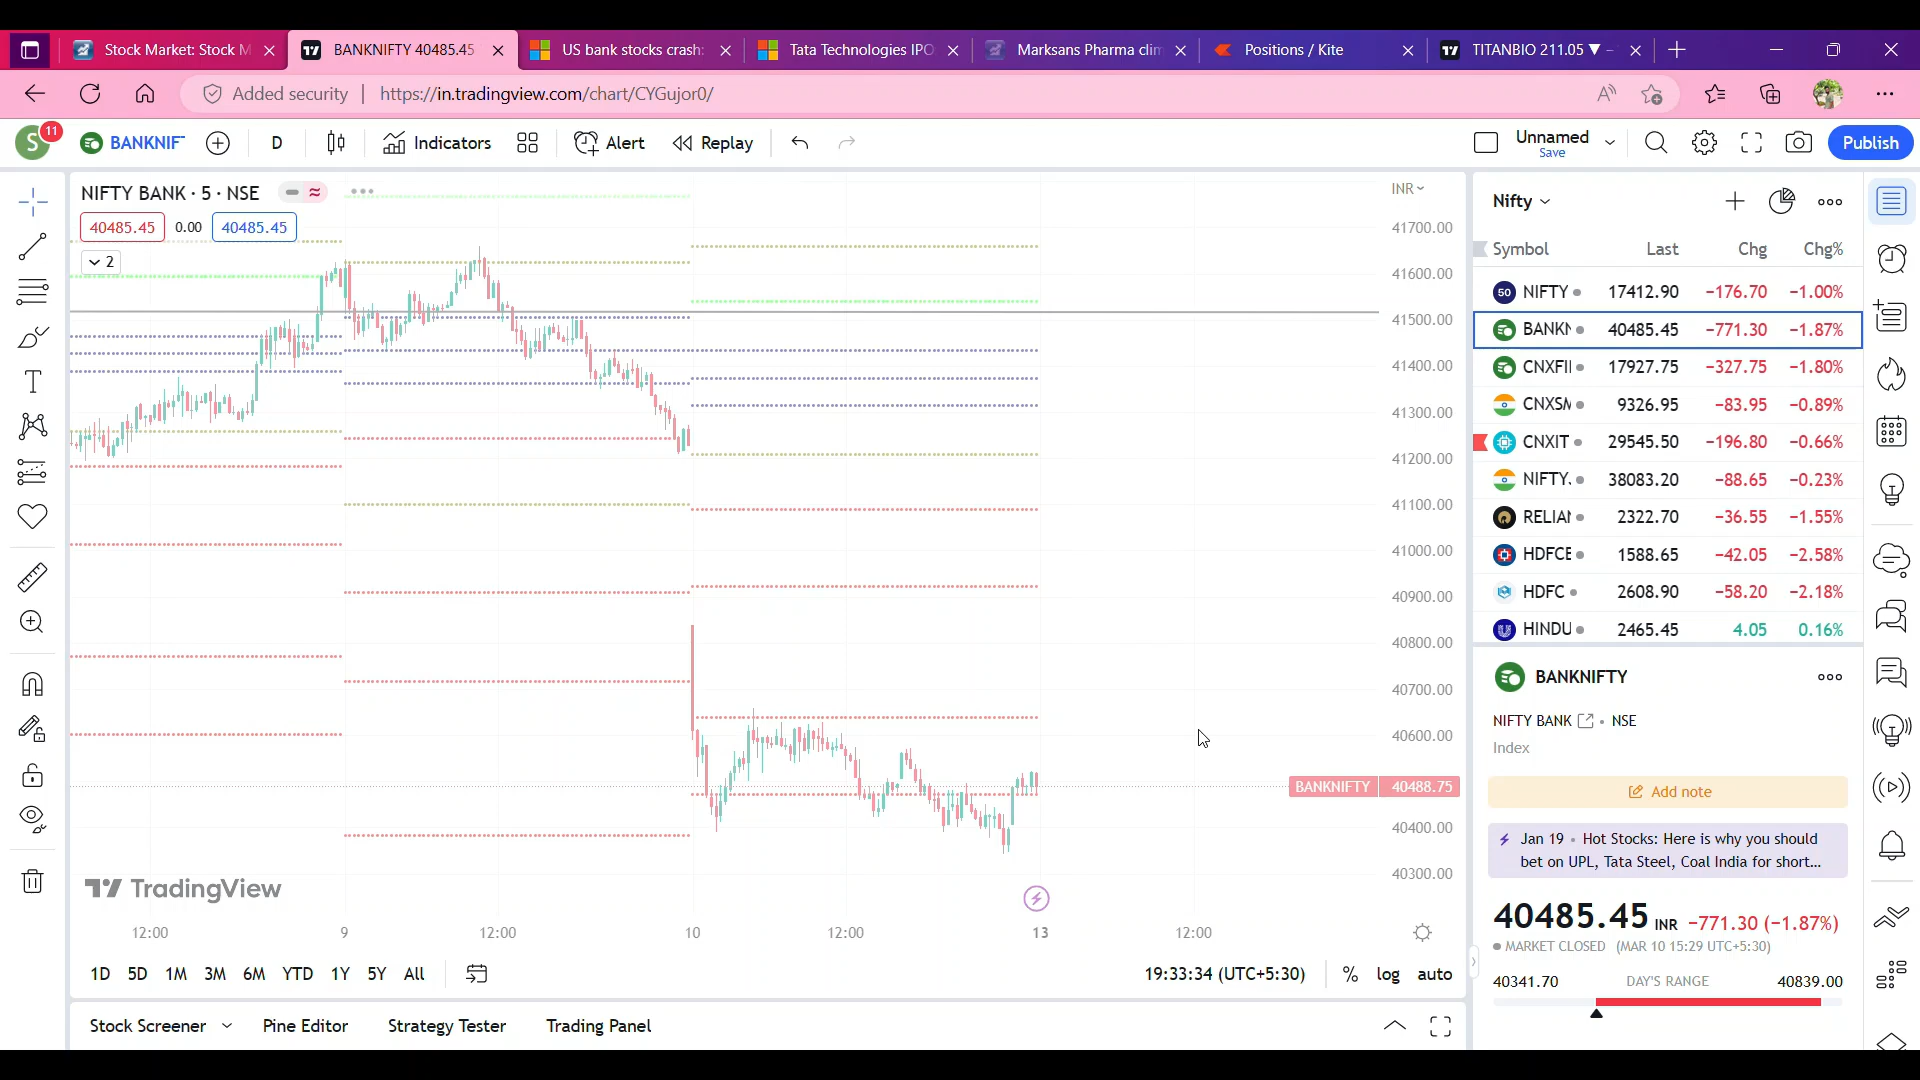 Stock Market: Stock M
BANKNIFTY 40485.45
US bank stocks crash:
Tata Technologies IPO
Marksans Pharma clim
Positions / Kite
TITANBIO 211.05 ▼ -
Added security
https://in.tradingview.com/chart/CYGujor0/
S 11
BANKNIF
D
Indicators
Alert
Replay
Unnamed
Save
Publish
NIFTY BANK · 5 · NSE
40485.45 0.00 40485.45
2
INR
41700.00
41600.00
41500.00
41400.00
41300.00
41200.00
41100.00
41000.00
40900.00
40800.00
40700.00
40600.00
BANKNIFTY 40488.75
40400.00
40300.00
TradingView
12:00 9 12:00 10 12:00 13 12:00
1D 5D 1M 3M 6M YTD 1Y 5Y All
19:33:34 (UTC+5:30) % log auto
Stock Screener Pine Editor Strategy Tester Trading Panel
Nifty
Symbol Last Chg Chg%
50 NIFTY 17412.90 −176.70 −1.00%
BANKN 40485.45 −771.30 −1.87%
CNXFII 17927.75 −327.75 −1.80%
CNXSM 9326.95 −83.95 −0.89%
CNXIT 29545.50 −196.80 −0.66%
NIFTY 38083.20 −88.65 −0.23%
RELIAN 2322.70 −36.55 −1.55%
HDFCB 1588.65 −42.05 −2.58%
HDFC 2608.90 −58.20 −2.18%
HINDU 2465.45 4.05 0.16%
BANKNIFTY
NIFTY BANK • NSE
Index
Add note
Jan 19 • Hot Stocks: Here is why you should
bet on UPL, Tata Steel, Coal India for short...
40485.45 INR −771.30 (−1.87%)
MARKET CLOSED (MAR 10 15:29 UTC+5:30)
40341.70 DAY'S RANGE 40839.00